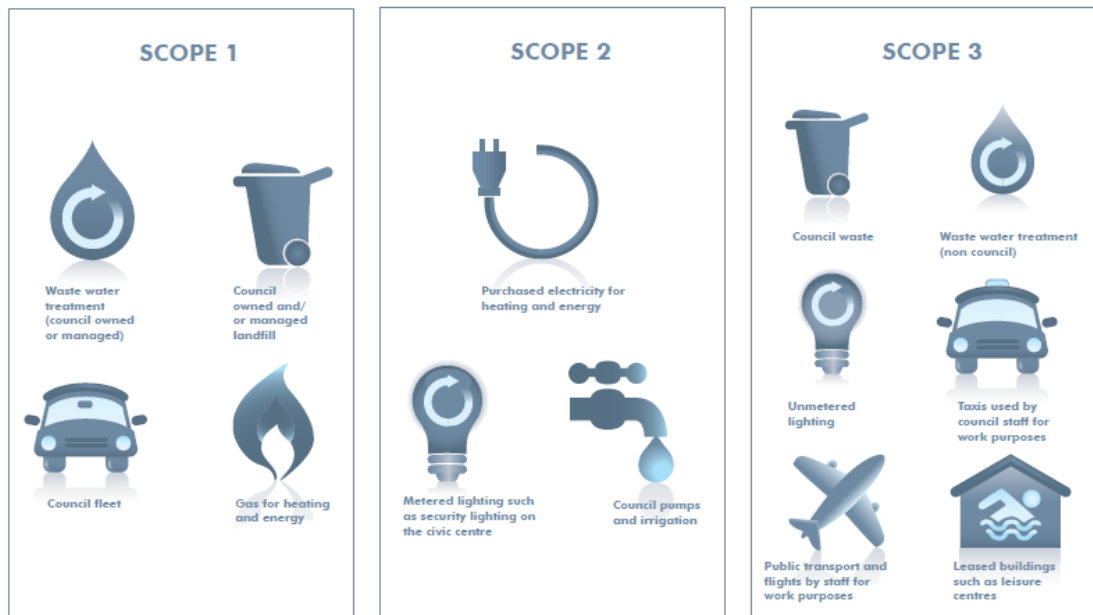 SCOPE 1
Waste water
treatment
(council owned
or managed)
Council
owned and/
or managed
landfill
Council fleet
Gas for heating
and energy
SCOPE 2
Purchased electricity for
heating and energy
Metered lighting such
as security lighting on
the civic centre
Council pumps
and irrigation
SCOPE 3
Council waste
Waste water treatment
(non council)
Unmetered
lighting
Taxis used by
council staff for
work purposes
Public transport and
flights by staff for
work purposes
Leased buildings
such as leisure
centres